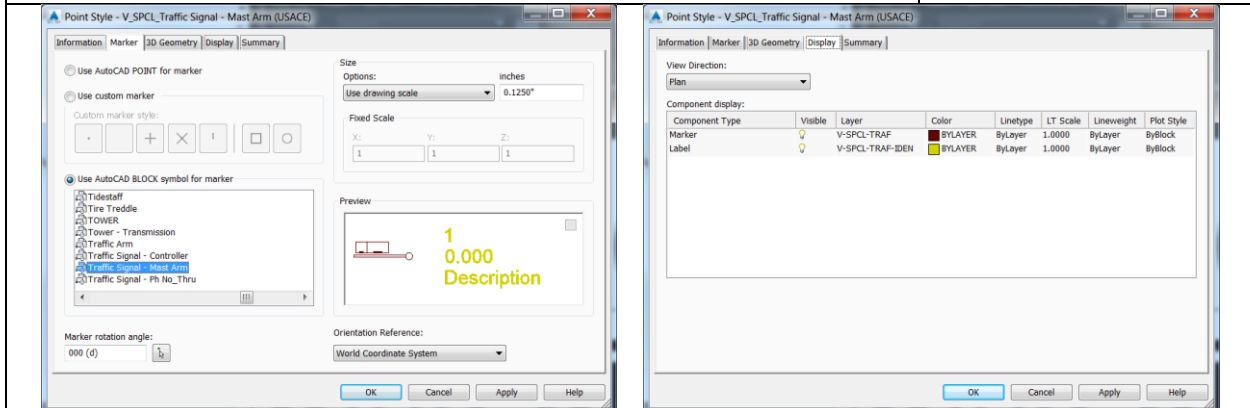 Point Style - V_SPCL_Traffic Signal - Mast Arm (USACE)
Information Marker 3D Geometry Display Summary
Use AutoCAD POINT for marker
Use custom marker
Custom marker style:
Use AutoCAD BLOCK symbol for marker
Tidestaff
Tire Treddle
TOWER
Tower - Transmission
Traffic Arm
Traffic Signal - Controller
Traffic Signal - Mast Arm
Traffic Signal - Ph No_Thru
Marker rotation angle:
000 (d)
Size
Options: inches
Use drawing scale 0.1250"
Fixed Scale
X: Y: Z:
1 1 1
Preview
1
0.000
Description
Orientation Reference:
World Coordinate System
OK Cancel Apply Help
Point Style - V_SPCL_Traffic Signal - Mast Arm (USACE)
Information Marker 3D Geometry Display Summary
View Direction:
Plan
Component display:
Component Type Visible Layer Color Linetype LT Scale Lineweight Plot Style
Marker V-SPCL-TRAF BYLAYER ByLayer 1.0000 ByLayer ByBlock
Label V-SPCL-TRAF-IDEN BYLAYER ByLayer 1.0000 ByLayer ByBlock
OK Cancel Apply Help